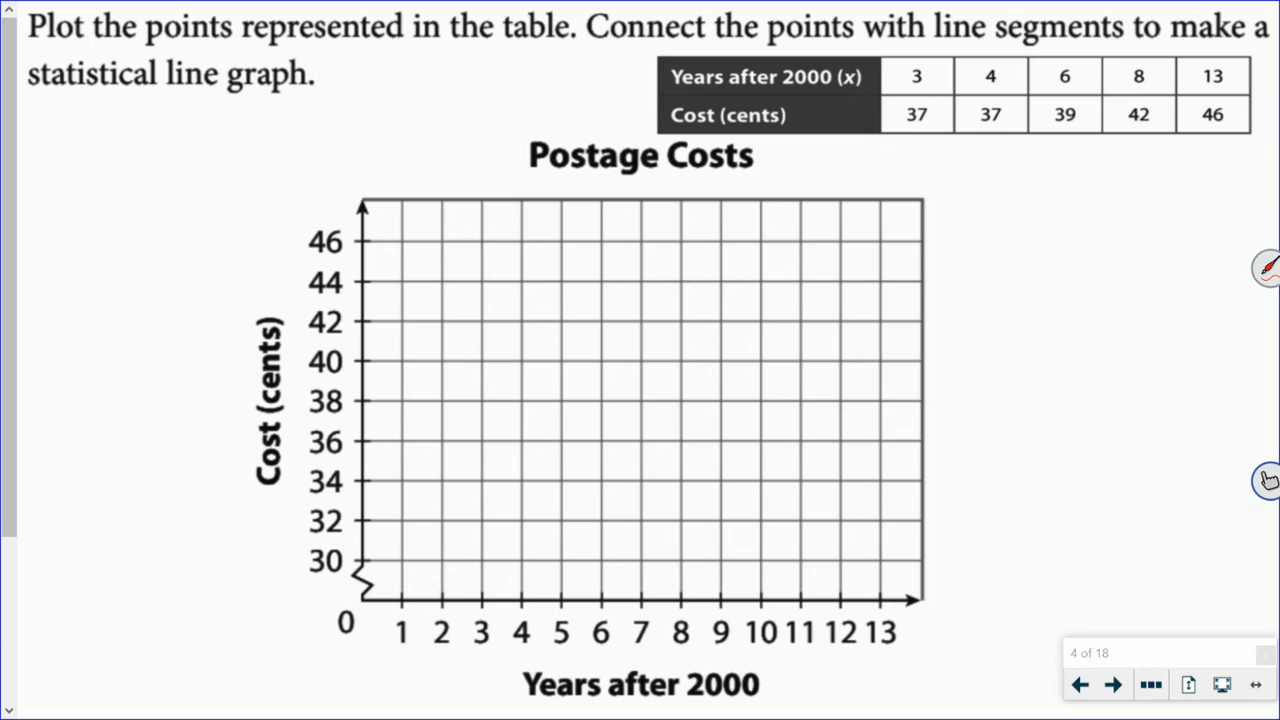 Plot the points represented in the table. Connect the points with line segments to make a
statistical line graph.
Years after 2000 (x) 3 4 6 8 13
Cost (cents) 37 37 39 42 46
Postage Costs
46
44
42
40
38
36
34
32
30
0
Cost (cents)
1 2 3 4 5 6 7 8 9 10 11 12 13
Years after 2000
4 of 18